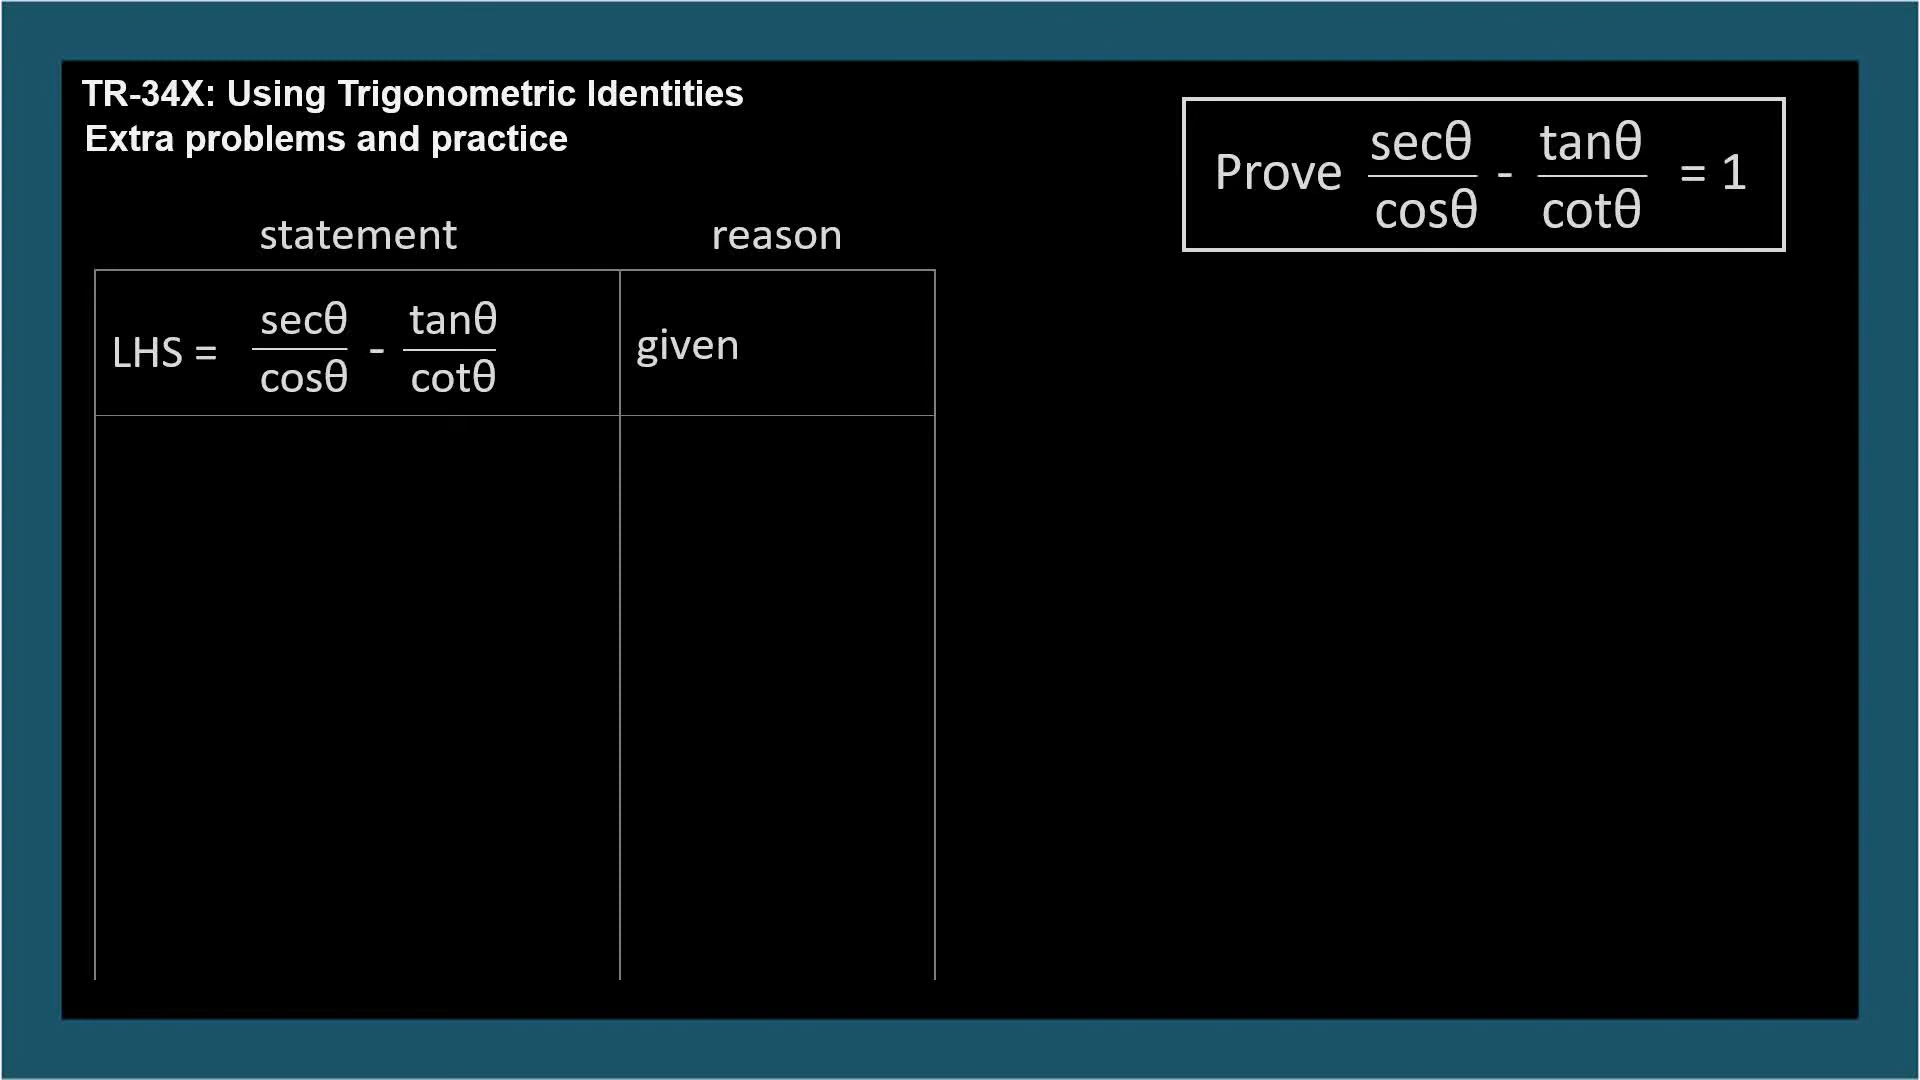 TR-34X: Using Trigonometric Identities
Extra problems and practice
Prove secθ/cosθ - tanθ/cotθ = 1
statement reason
LHS = secθ/cosθ - tanθ/cotθ given